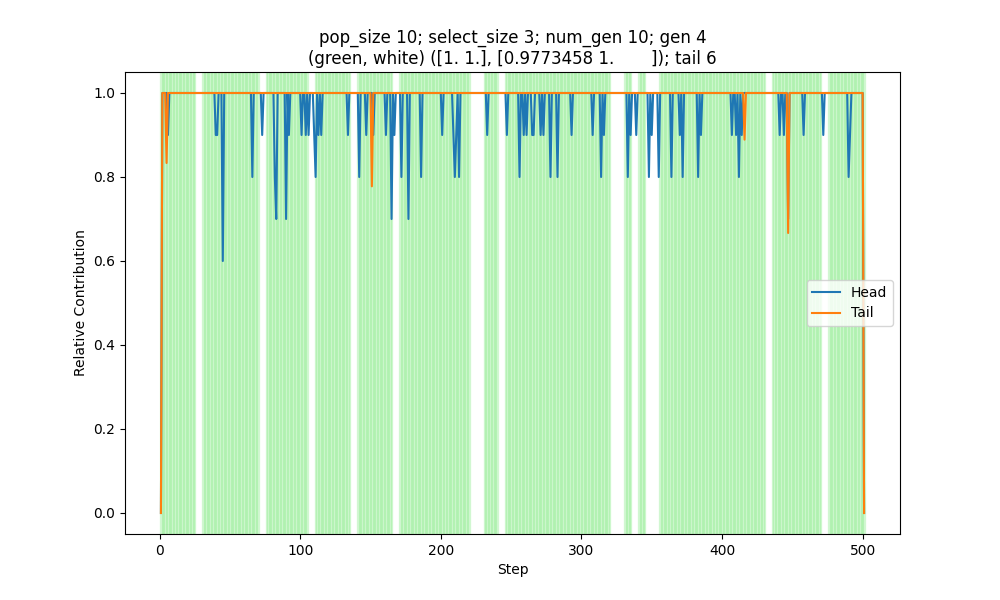 pop_size 10; select_size 3; num_gen 10; gen 4
(green, white) ([1. 1.], [0.9773458 1.       ]); tail 6
1.0
0.8
0.6
0.4
0.2
0.0
Relative Contribution
Head
Tail
0
100
200
300
400
500
Step